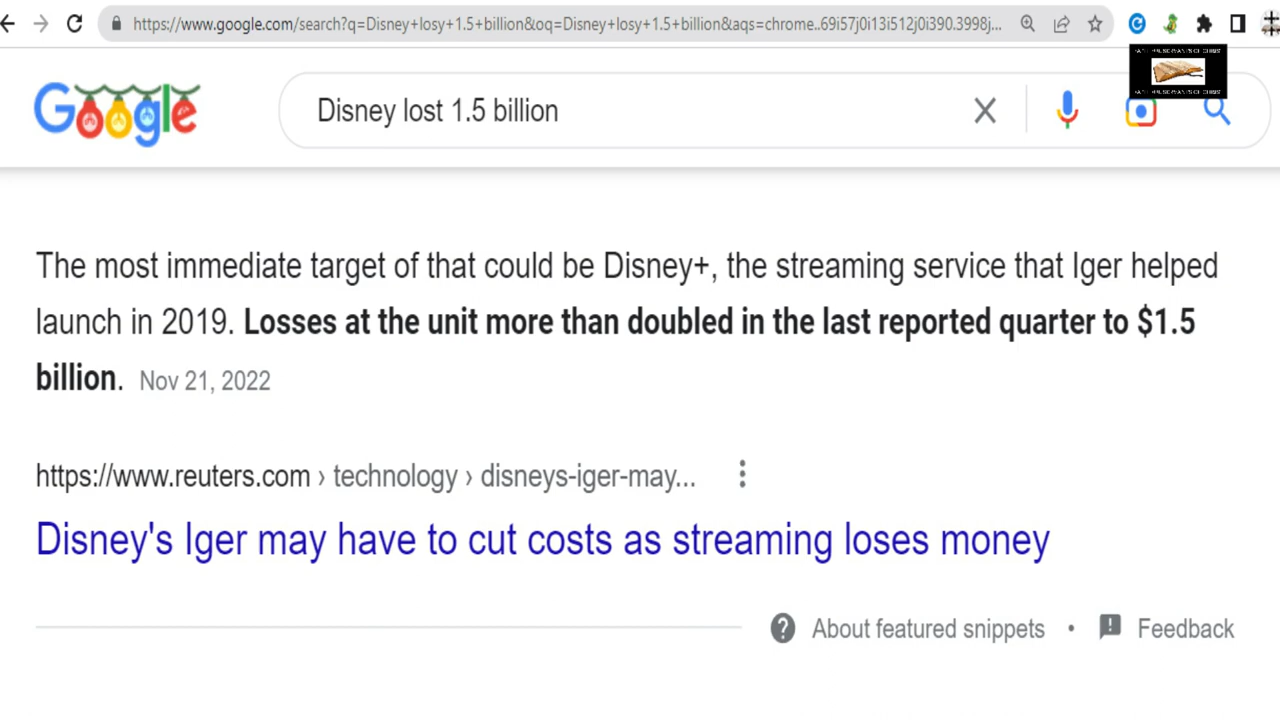 https://www.google.com/search?q=Disney+losy+1.5+billion&oq=Disney+losy+1.5+billion&aqs=chrome..69i57j0i13i512j0i390.3998j...
Google
Disney lost 1.5 billion
The most immediate target of that could be Disney+, the streaming service that Iger helped
launch in 2019. Losses at the unit more than doubled in the last reported quarter to $1.5
billion. Nov 21, 2022
https://www.reuters.com › technology › disneys-iger-may...
Disney's Iger may have to cut costs as streaming loses money
About featured snippets • Feedback